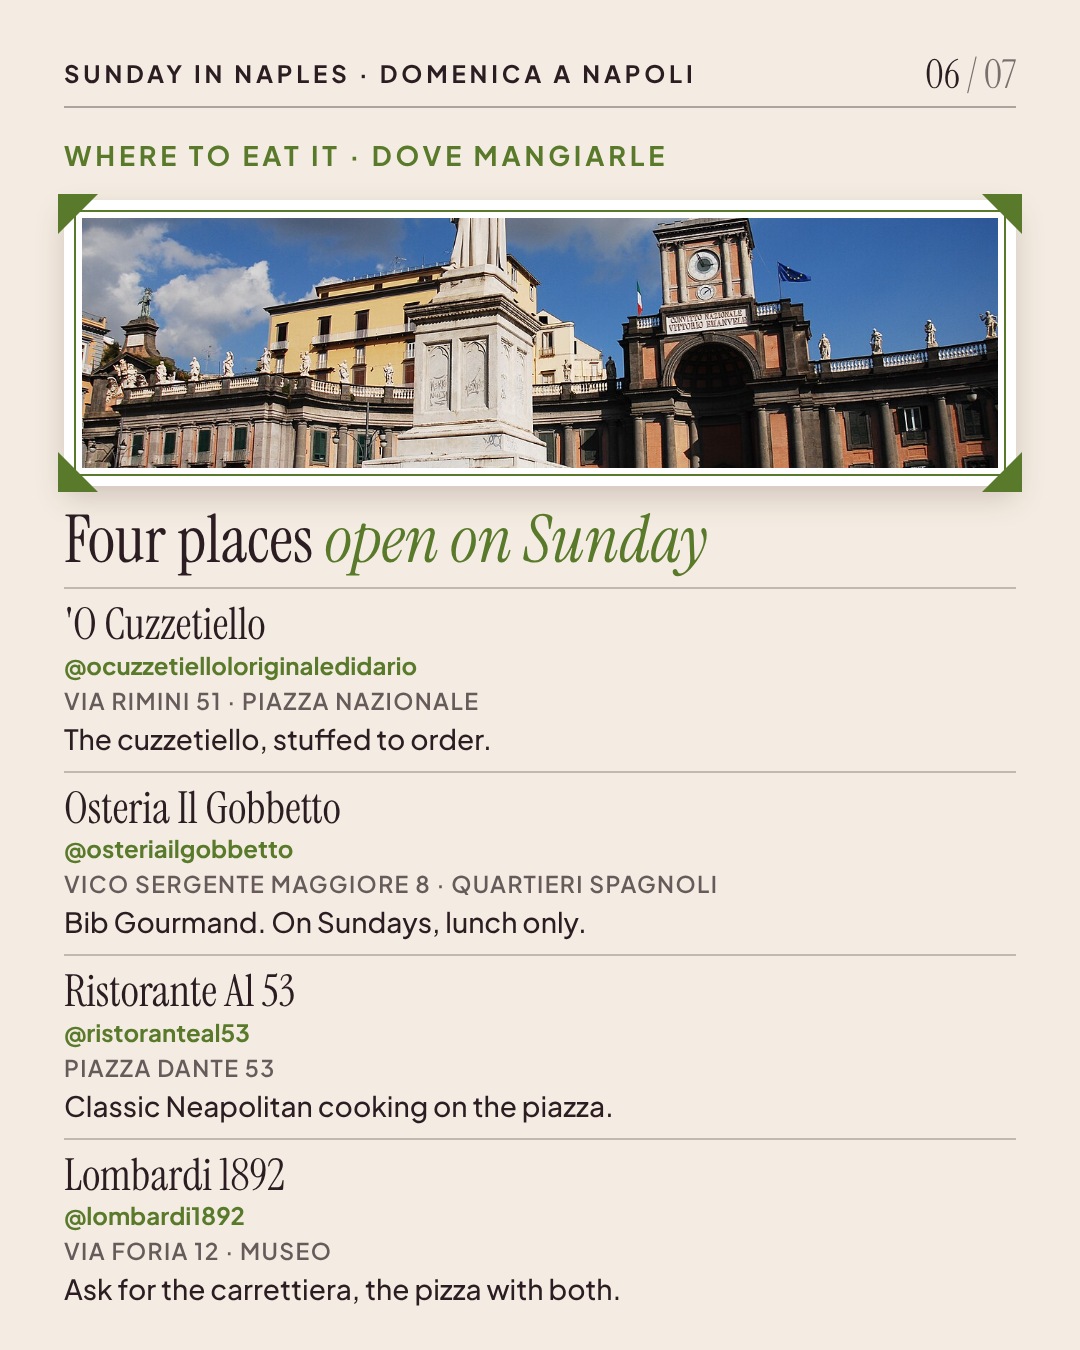 SUNDAY IN NAPLES · DOMENICA A NAPOLI
06 / 07
WHERE TO EAT IT · DOVE MANGIARLE
CONVITTO NAZIONALE
VITTORIO EMANUELE
Four places open on Sunday
'O Cuzzetiello
@ocuzzetielloloriginaledidario
VIA RIMINI 51 · PIAZZA NAZIONALE
The cuzzetiello, stuffed to order.
Osteria Il Gobbetto
@osteriailgobbetto
VICO SERGENTE MAGGIORE 8 · QUARTIERI SPAGNOLI
Bib Gourmand. On Sundays, lunch only.
Ristorante Al 53
@ristoranteal53
PIAZZA DANTE 53
Classic Neapolitan cooking on the piazza.
Lombardi 1892
@lombardi1892
VIA FORIA 12 · MUSEO
Ask for the carrettiera, the pizza with both.